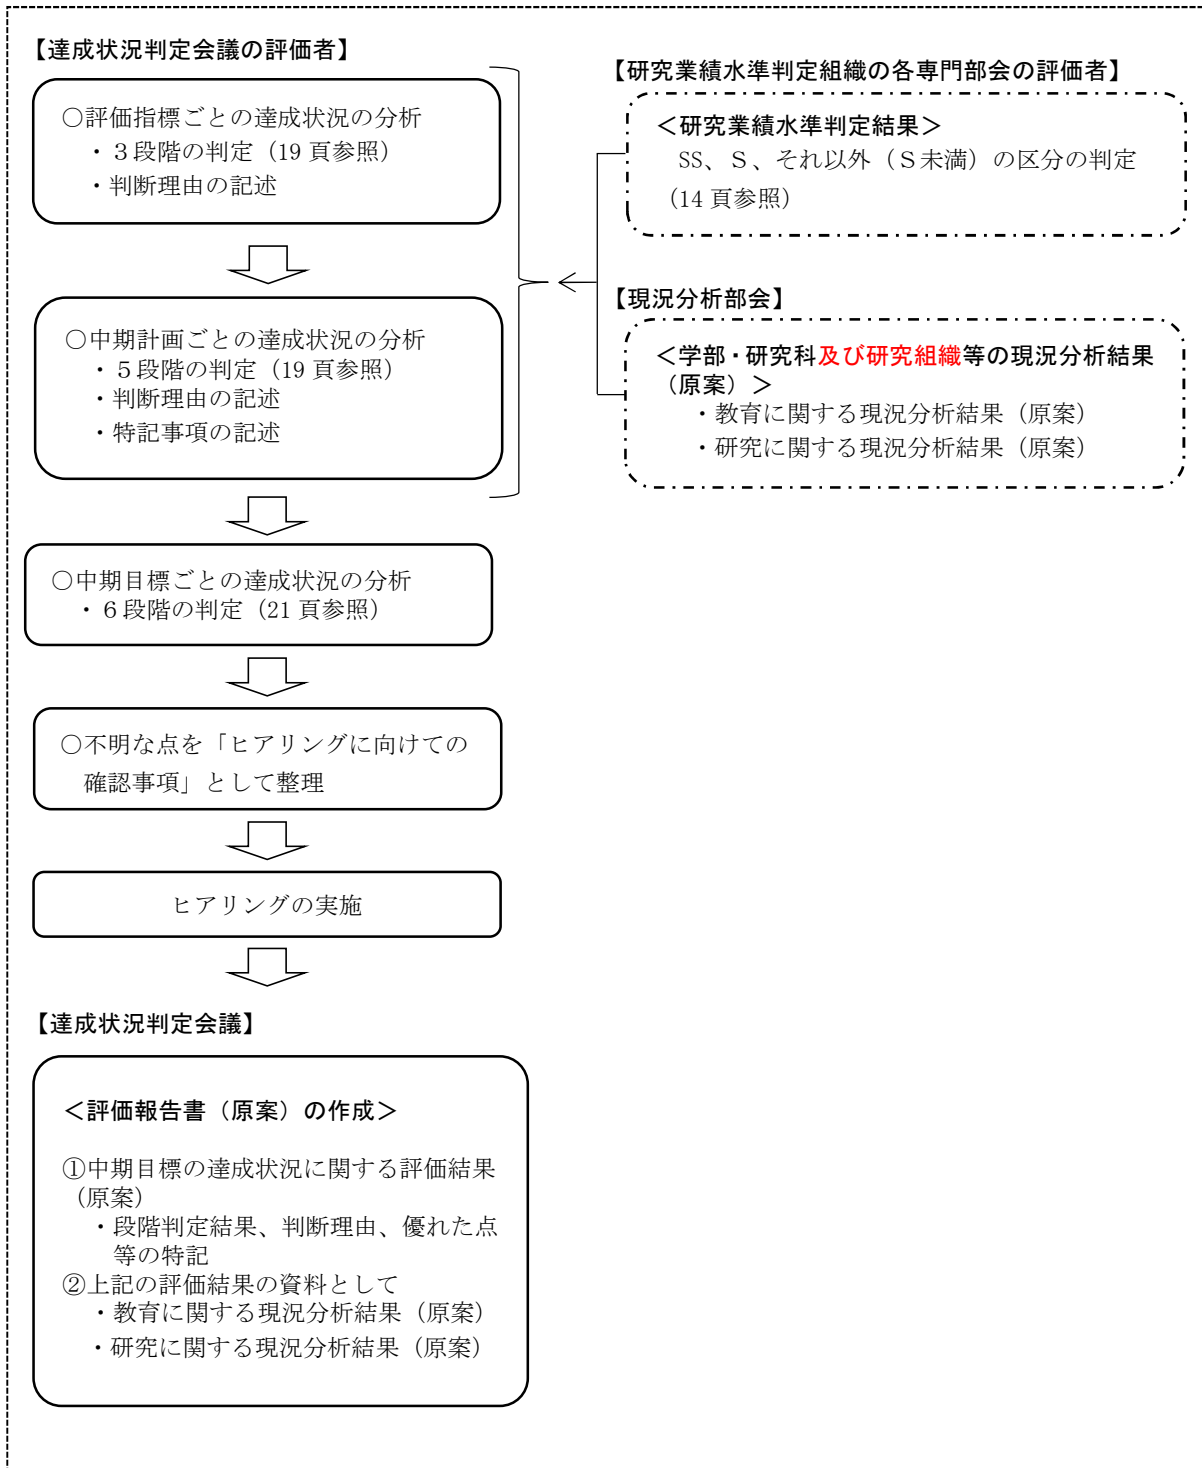 【達成状況判定会議の評価者】
○評価指標ごとの達成状況の分析
・３段階の判定（19 頁参照）
・判断理由の記述
○中期計画ごとの達成状況の分析
・５段階の判定（19 頁参照）
・判断理由の記述
・特記事項の記述
○中期目標ごとの達成状況の分析
・６段階の判定（21 頁参照）
○不明な点を「ヒアリングに向けての
確認事項」として整理
ヒアリングの実施
【研究業績水準判定組織の各専門部会の評価者】
＜研究業績水準判定結果＞
SS、Ｓ、それ以外（Ｓ未満）の区分の判定
（14 頁参照）
【現況分析部会】
＜学部・研究科及び研究組織等の現況分析結果
（原案）＞
・教育に関する現況分析結果（原案）
・研究に関する現況分析結果（原案）
【達成状況判定会議】
＜評価報告書（原案）の作成＞
①中期目標の達成状況に関する評価結果
（原案）
・段階判定結果、判断理由、優れた点
等の特記
②上記の評価結果の資料として
・教育に関する現況分析結果（原案）
・研究に関する現況分析結果（原案）